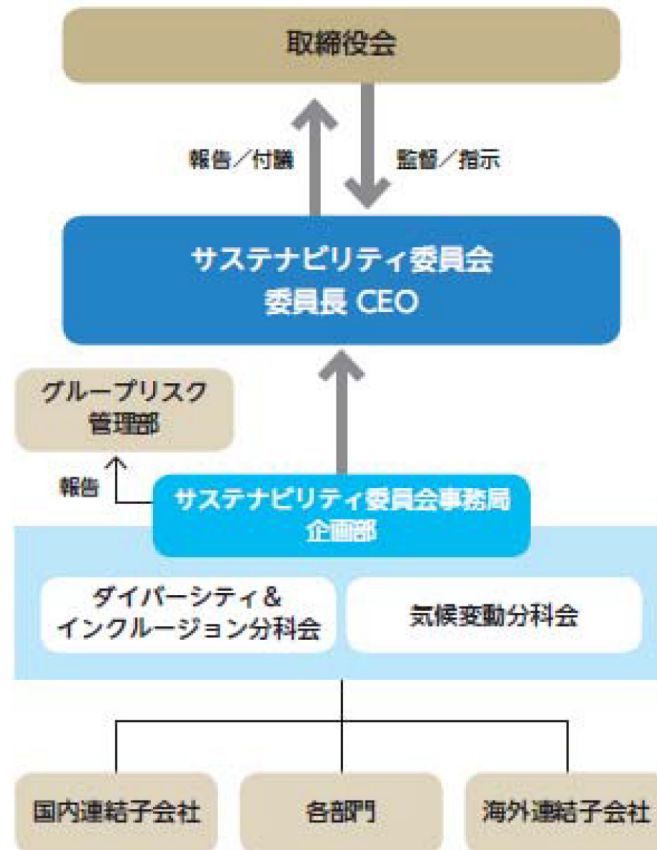 取締役会
報告／付議
監督／指示
サステナビリティ委員会
委員長 CEO
グループリスク
管理部
報告
サステナビリティ委員会事務局
企画部
ダイバーシティ＆
インクルージョン分科会
気候変動分科会
国内連結子会社
各部門
海外連結子会社